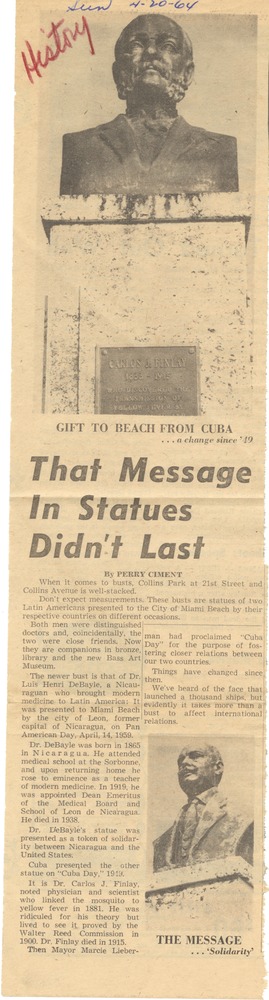 Sun 4-20-64
History
CARLOS J. FINLAY
GIFT TO BEACH FROM CUBA
. . . a change since '49
That Message
In Statues
Didn't Last
By PERRY CIMENT
When it comes to busts, Collins Park at 21st Street and
Collins Avenue is well-stacked.
Don't expect measurements. These busts are statues of two
Latin Americans presented to the City of Miami Beach by their
respective countries on different occasions.
Both men were distinguished
doctors and, coincidentally, the
two were close friends. Now
they are companions in bronze,
library and the new Bass Art
Museum.
The newer bust is that of Dr.
Luis Henri DeBayle, a Nicau-
raguan who brought modern
medicine to Latin America: It
was presented to Miami Beach
by the city of Leon, former
capital of Nicaragua, on Pan
American Day, April, 14, 1959.
Dr. DeBayle was born in 1865
in Nicaragua. He attended
medical school at the Sorbonne,
and upon returning home he
rose to eminence as a teacher
of modern medicine. In 1919, he
was appointed Dean Emeritus
of the Medical Board and
School of Leon de Nicaragua.
He died in 1938.
Dr. DeBayle's statue was
presented as a token of solidar-
ity between Nicaragua and the
United States.
Cuba presented the other
statue on "Cuba Day," 1949.
It is Dr. Carlos J. Finlay,
noted physician and scientist
who linked the mosquito to
yellow fever in 1881. He was
ridiculed for his theory but
lived to see it, proved by the
Walter Reed Commission in
1900. Dr. Finlay died in 1915.
Then Mayor Marcie Lieber-
man had proclaimed "Cuba
Day" for the purpose of fos-
tering closer relations between
our two countries.
Things have changed since
then.
We've heard of the face that
launched a thousand ships, but
evidently it takes more than a
bust to affect international
relations.
THE MESSAGE
. . . 'Solidarity'